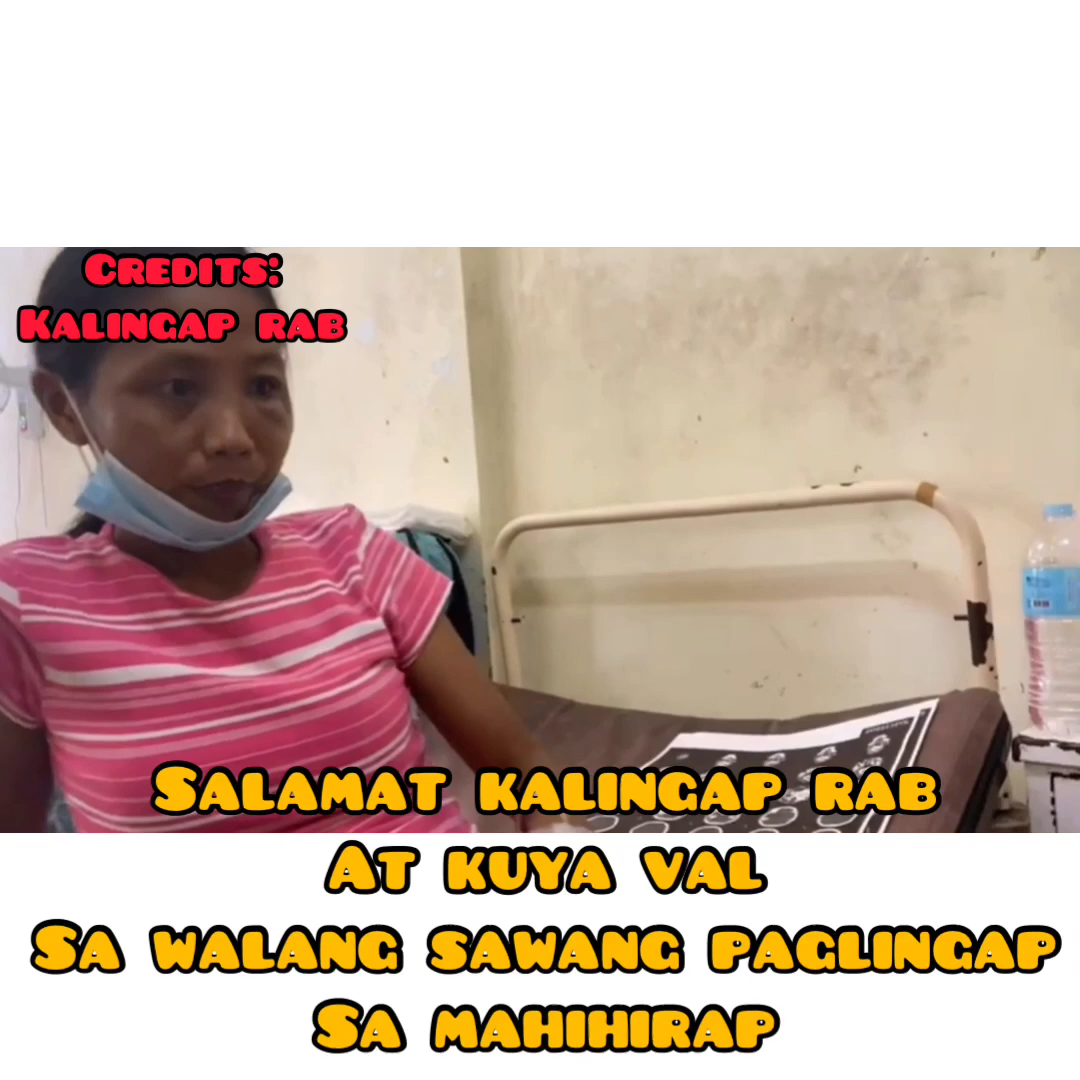 Credits:
Kalingap rab
Salamat kalingap rab
At kuya val
Sa walang sawang paglingap
Sa mahihirap